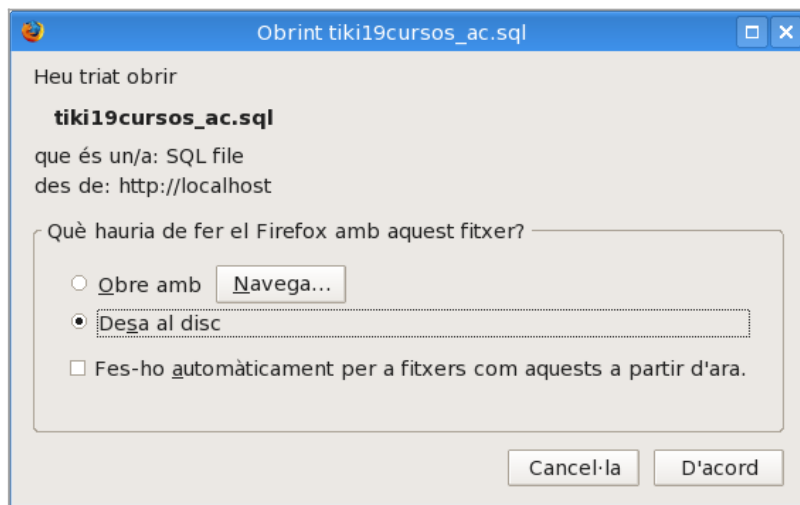 Obrint tiki19cursos_ac.sql
Heu triat obrir
tiki19cursos_ac.sql
que és un/a: SQL file
des de: http://localhost
Què hauria de fer el Firefox amb aquest fitxer?
Obre amb Navega...
Desa al disc
Fes-ho automàticament per a fitxers com aquests a partir d'ara.
Cancel·la D'acord